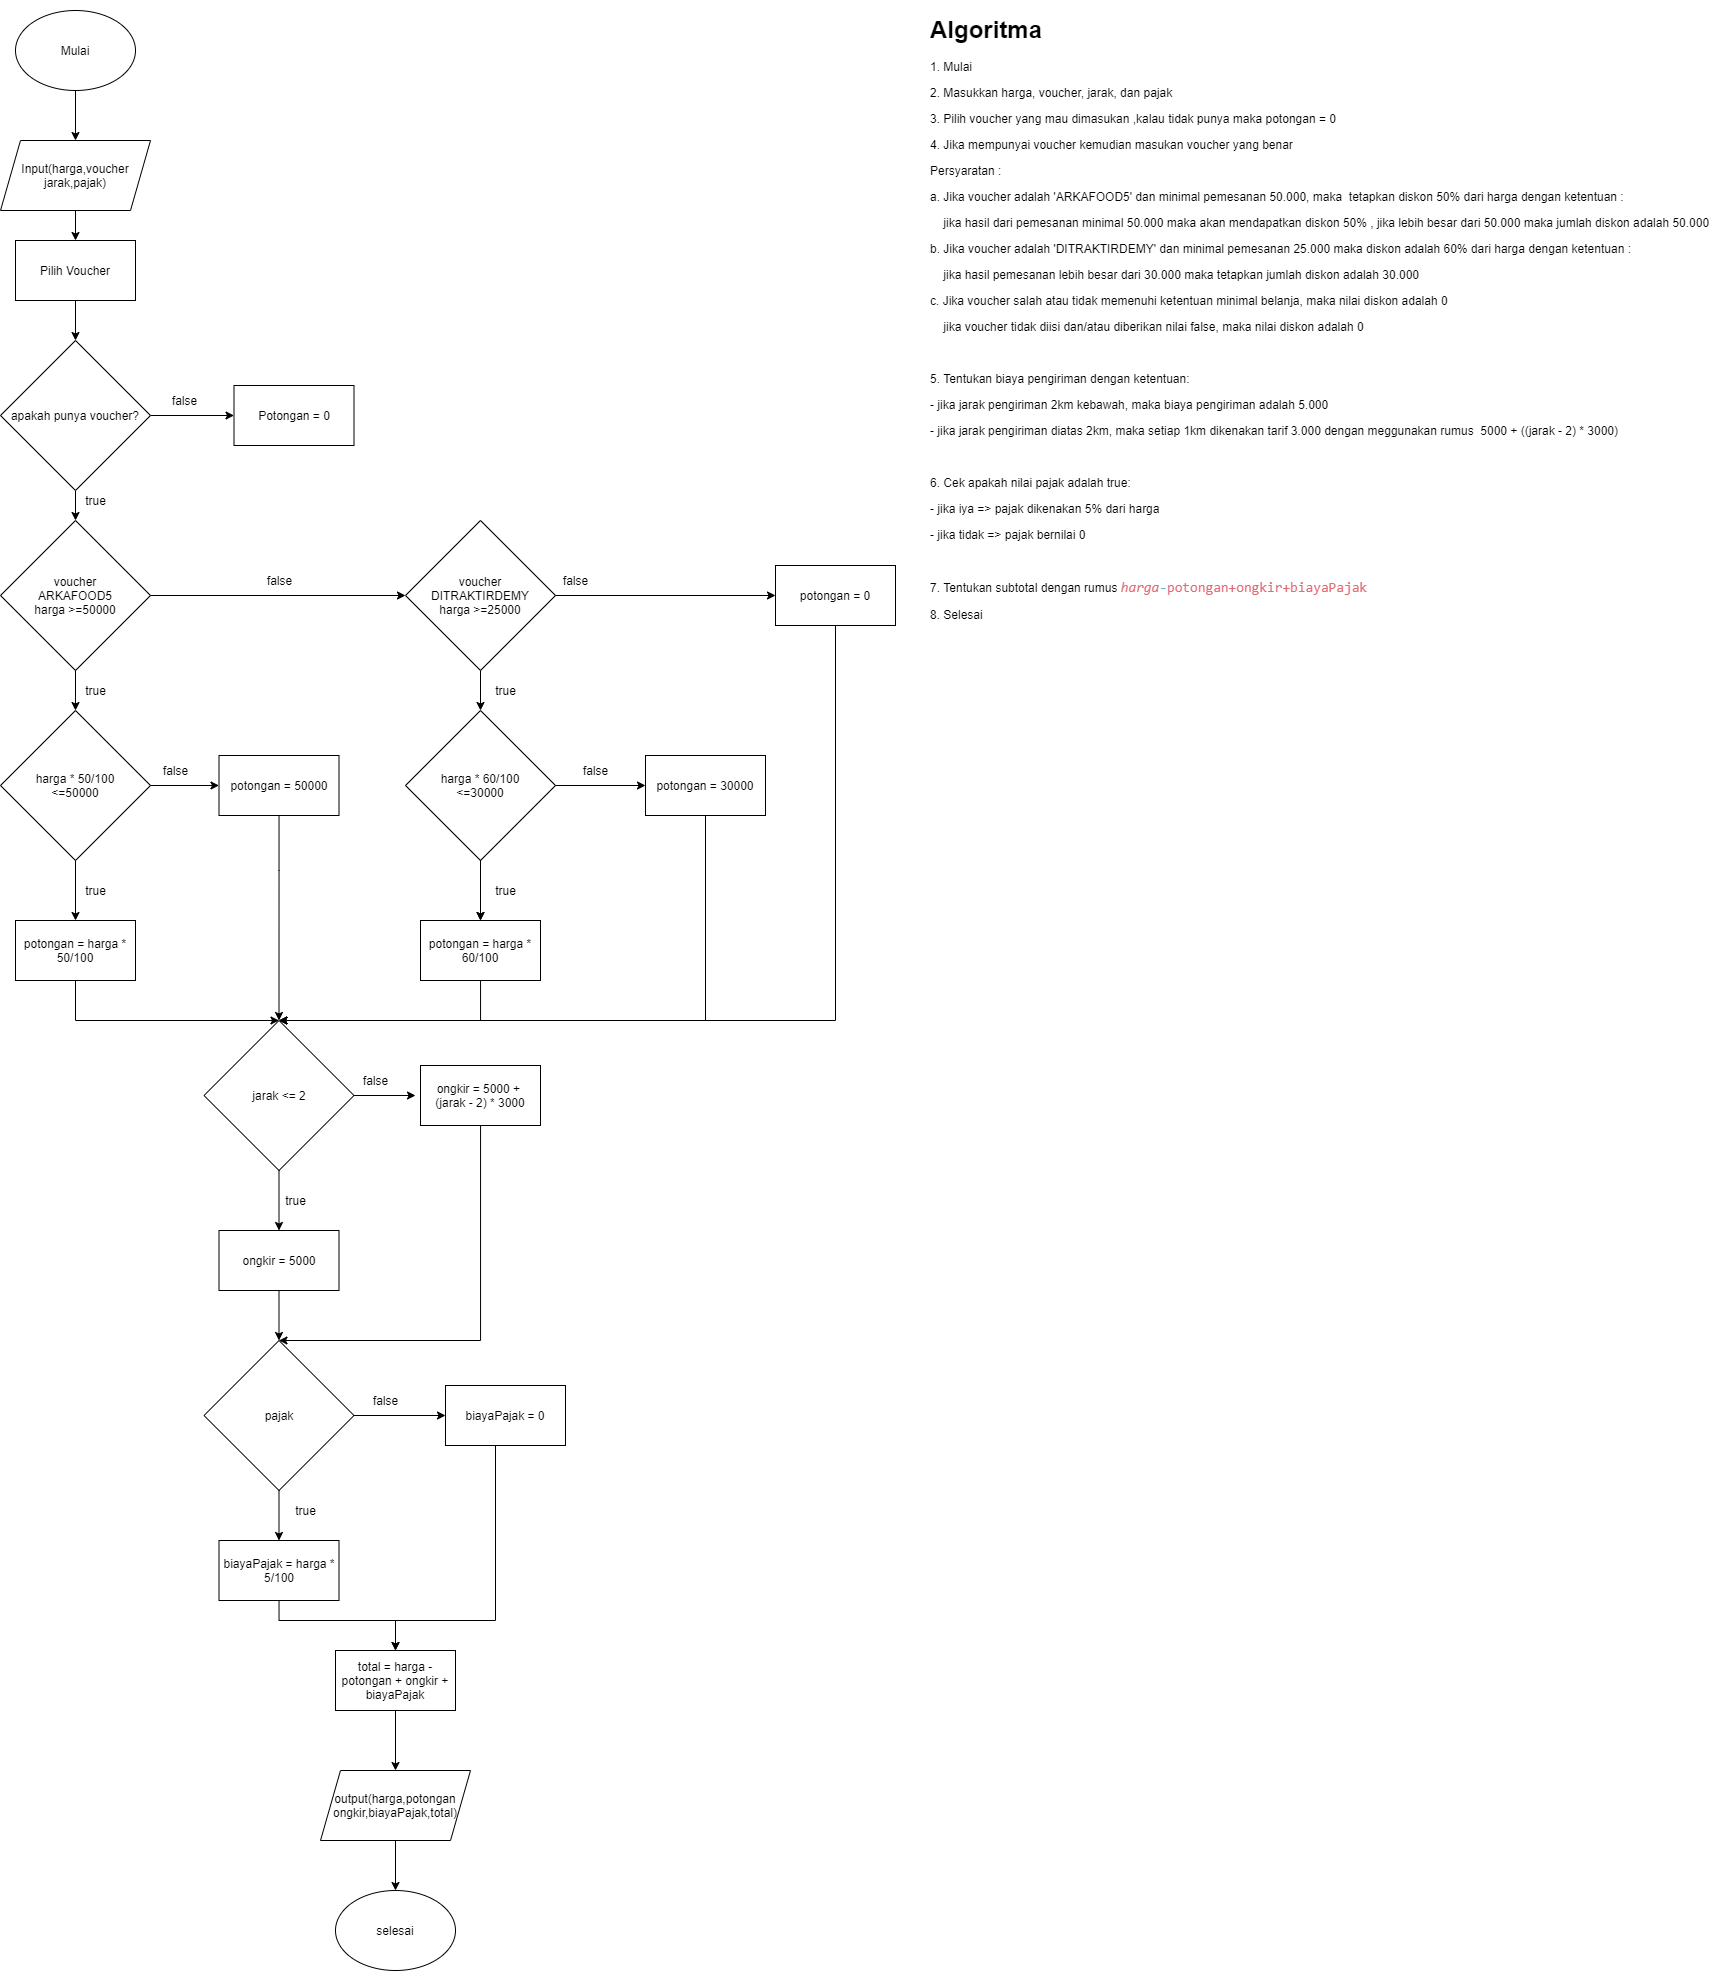 Mulai
Input(harga,voucher
jarak,pajak)
Pilih Voucher
apakah punya voucher?
false
Potongan = 0
true
voucher
ARKAFOOD5
harga >=50000
false
voucher
DITRAKTIRDEMY
harga >=25000
false
potongan = 0
true
true
harga * 50/100
<=50000
false
potongan = 50000
harga * 60/100
<=30000
false
potongan = 30000
true
true
potongan = harga *
50/100
potongan = harga *
60/100
jarak <= 2
false
ongkir = 5000 +
(jarak - 2) * 3000
true
ongkir = 5000
pajak
false
biayaPajak = 0
true
biayaPajak = harga *
5/100
total = harga -
potongan + ongkir +
biayaPajak
output(harga,potongan
ongkir,biayaPajak,total)
selesai
Algoritma
1. Mulai
2. Masukkan harga, voucher, jarak, dan pajak
3. Pilih voucher yang mau dimasukan ,kalau tidak punya maka potongan = 0
4. Jika mempunyai voucher kemudian masukan voucher yang benar
Persyaratan :
a. Jika voucher adalah 'ARKAFOOD5' dan minimal pemesanan 50.000, maka  tetapkan diskon 50% dari harga dengan ketentuan :
jika hasil dari pemesanan minimal 50.000 maka akan mendapatkan diskon 50% , jika lebih besar dari 50.000 maka jumlah diskon adalah 50.000
b. Jika voucher adalah 'DITRAKTIRDEMY' dan minimal pemesanan 25.000 maka diskon adalah 60% dari harga dengan ketentuan :
jika hasil pemesanan lebih besar dari 30.000 maka tetapkan jumlah diskon adalah 30.000
c. Jika voucher salah atau tidak memenuhi ketentuan minimal belanja, maka nilai diskon adalah 0
jika voucher tidak diisi dan/atau diberikan nilai false, maka nilai diskon adalah 0
5. Tentukan biaya pengiriman dengan ketentuan:
- jika jarak pengiriman 2km kebawah, maka biaya pengiriman adalah 5.000
- jika jarak pengiriman diatas 2km, maka setiap 1km dikenakan tarif 3.000 dengan meggunakan rumus  5000 + ((jarak - 2) * 3000)
6. Cek apakah nilai pajak adalah true:
- jika iya => pajak dikenakan 5% dari harga
- jika tidak => pajak bernilai 0
7. Tentukan subtotal dengan rumus harga-potongan+ongkir+biayaPajak
8. Selesai